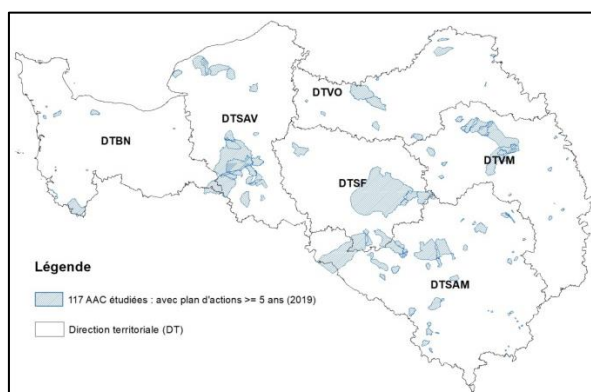 DTVO
DTBN
DTSAV
DTVM
DTSF
DTSAM
Légende
117 AAC étudiées : avec plan d'actions >= 5 ans (2019)
Direction territoriale (DT)